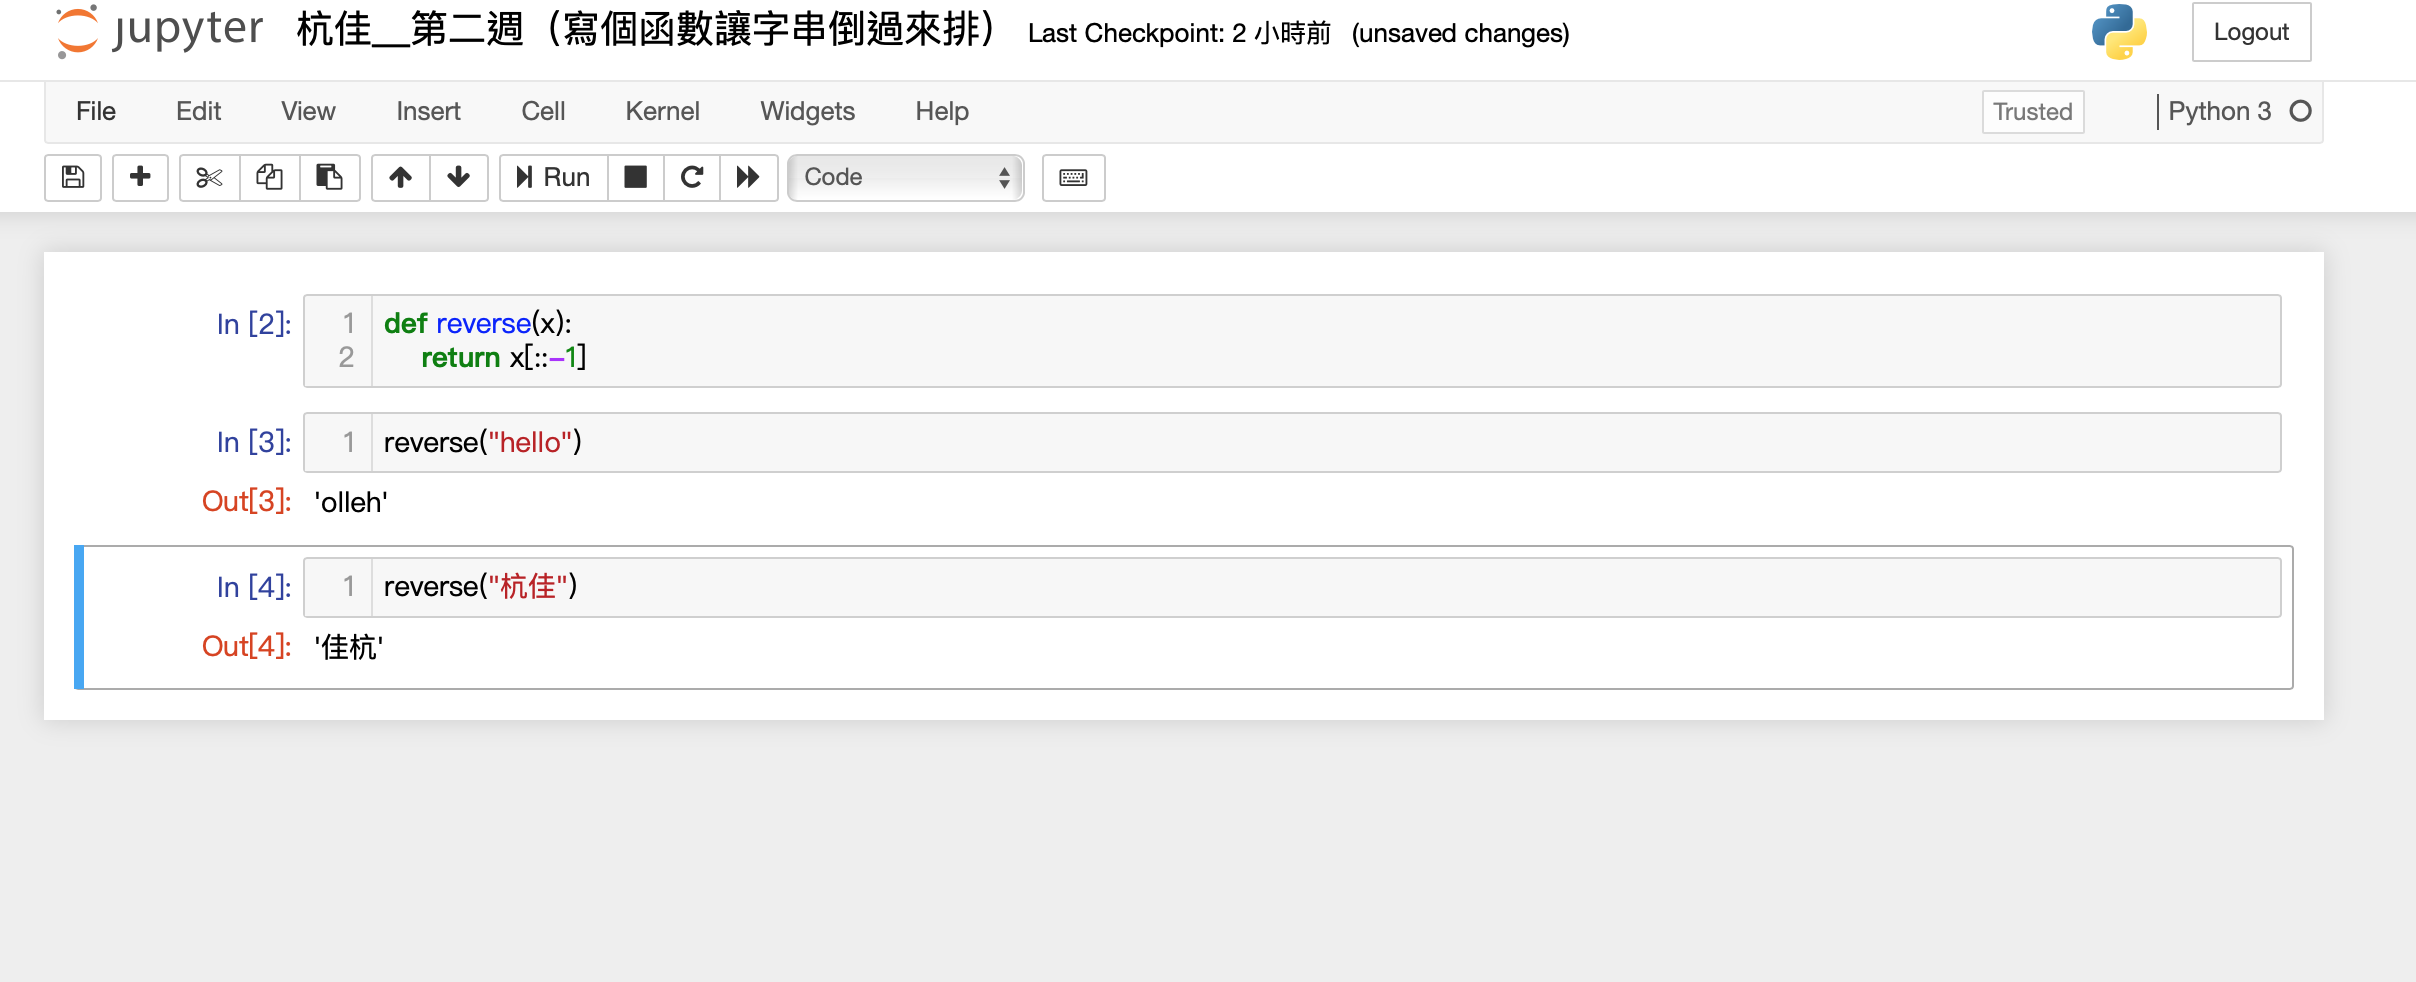 jupyter 杭佳__第二週（寫個函數讓字串倒過來排） Last Checkpoint: 2 小時前 (unsaved changes) Logout
File Edit View Insert Cell Kernel Widgets Help Trusted Python 3
Run Code
In [2]: 1 def reverse(x):
2 return x[::-1]
In [3]: 1 reverse("hello")
Out[3]: 'olleh'
In [4]: 1 reverse("杭佳")
Out[4]: '佳杭'